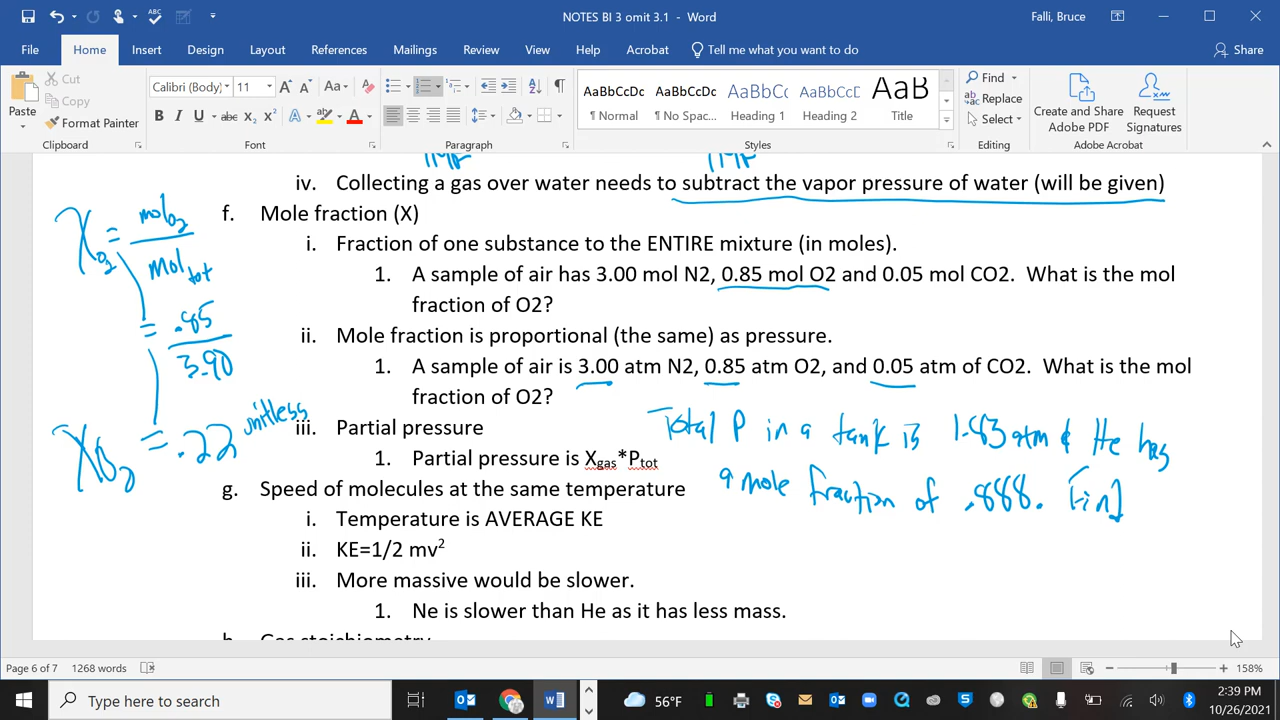 NOTES BI 3 omit 3.1 - Word
Falli, Bruce
File Home Insert Design Layout References Mailings Review View Help Acrobat Tell me what you want to do Share
Cut
Copy
Format Painter
Paste
Clipboard
Calibri (Body) 11
Font
Paragraph
AaBbCcDc AaBbCcDc AaBbCc AaBbCcD AaB
¶ Normal ¶ No Spac... Heading 1 Heading 2 Title
Styles
Find
Replace
Select
Editing
Create and Share Adobe PDF
Request Signatures
Adobe Acrobat
IMF IMF
iv. Collecting a gas over water needs to subtract the vapor pressure of water (will be given)
f. Mole fraction (X)
i. Fraction of one substance to the ENTIRE mixture (in moles).
1. A sample of air has 3.00 mol N2, 0.85 mol O2 and 0.05 mol CO2. What is the mol
fraction of O2?
ii. Mole fraction is proportional (the same) as pressure.
1. A sample of air is 3.00 atm N2, 0.85 atm O2, and 0.05 atm of CO2. What is the mol
fraction of O2?
iii. Partial pressure
1. Partial pressure is Xgas*Ptot
g. Speed of molecules at the same temperature
i. Temperature is AVERAGE KE
ii. KE=1/2 mv2
iii. More massive would be slower.
1. Ne is slower than He as it has less mass.
h. Gas stoichiometry
XO2 = molO2
Mol tot
= .85
3.90
XO2 = .22 unitless
Total P in a tank is 1.83 atm & He has
a mole fraction of .888. Find
Page 6 of 7 1268 words
158%
Type here to search
56°F
2:39 PM
10/26/2021